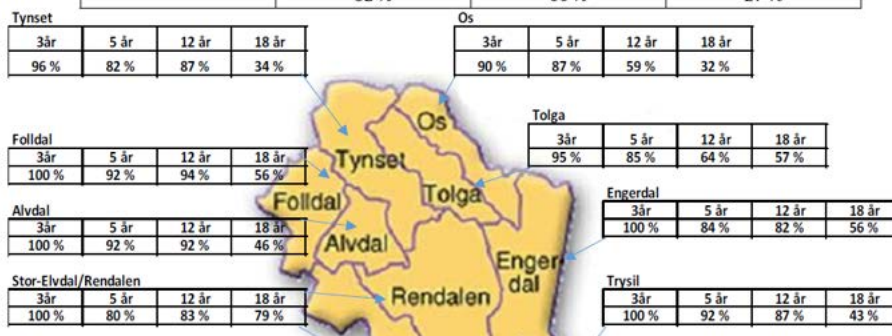 Tynset
3år 5 år 12 år 18 år
96 % 82 % 87 % 34 %
Os
3år 5 år 12 år 18 år
90 % 87 % 59 % 32 %
Tolga
3år 5 år 12 år 18 år
95 % 85 % 64 % 57 %
Folldal
3år 5 år 12 år 18 år
100 % 92 % 94 % 56 %
Engerdal
3år 5 år 12 år 18 år
100 % 84 % 82 % 56 %
Alvdal
3år 5 år 12 år 18 år
100 % 92 % 92 % 46 %
Stor-Elvdal/Rendalen
3år 5 år 12 år 18 år
100 % 80 % 83 % 79 %
Trysil
3år 5 år 12 år 18 år
100 % 92 % 87 % 43 %
Os
Tynset
Tolga
Folldal
Alvdal
Enger-
dal
Rendalen